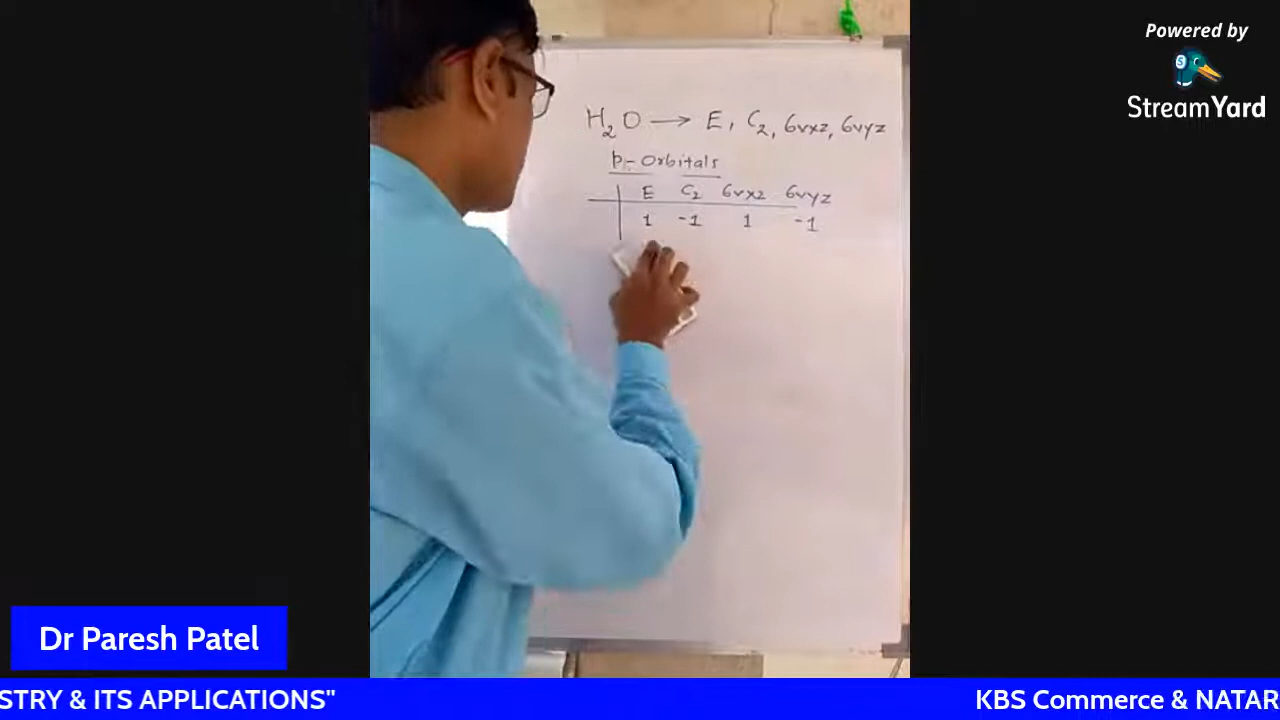 Powered by
StreamYard
H₂O → E, C₂, σvxz, σvyz
p-Orbitals
E C₂ σvxz σvyz
1 -1 1 -1
Dr Paresh Patel
STRY & ITS APPLICATIONS" KBS Commerce & NATAR